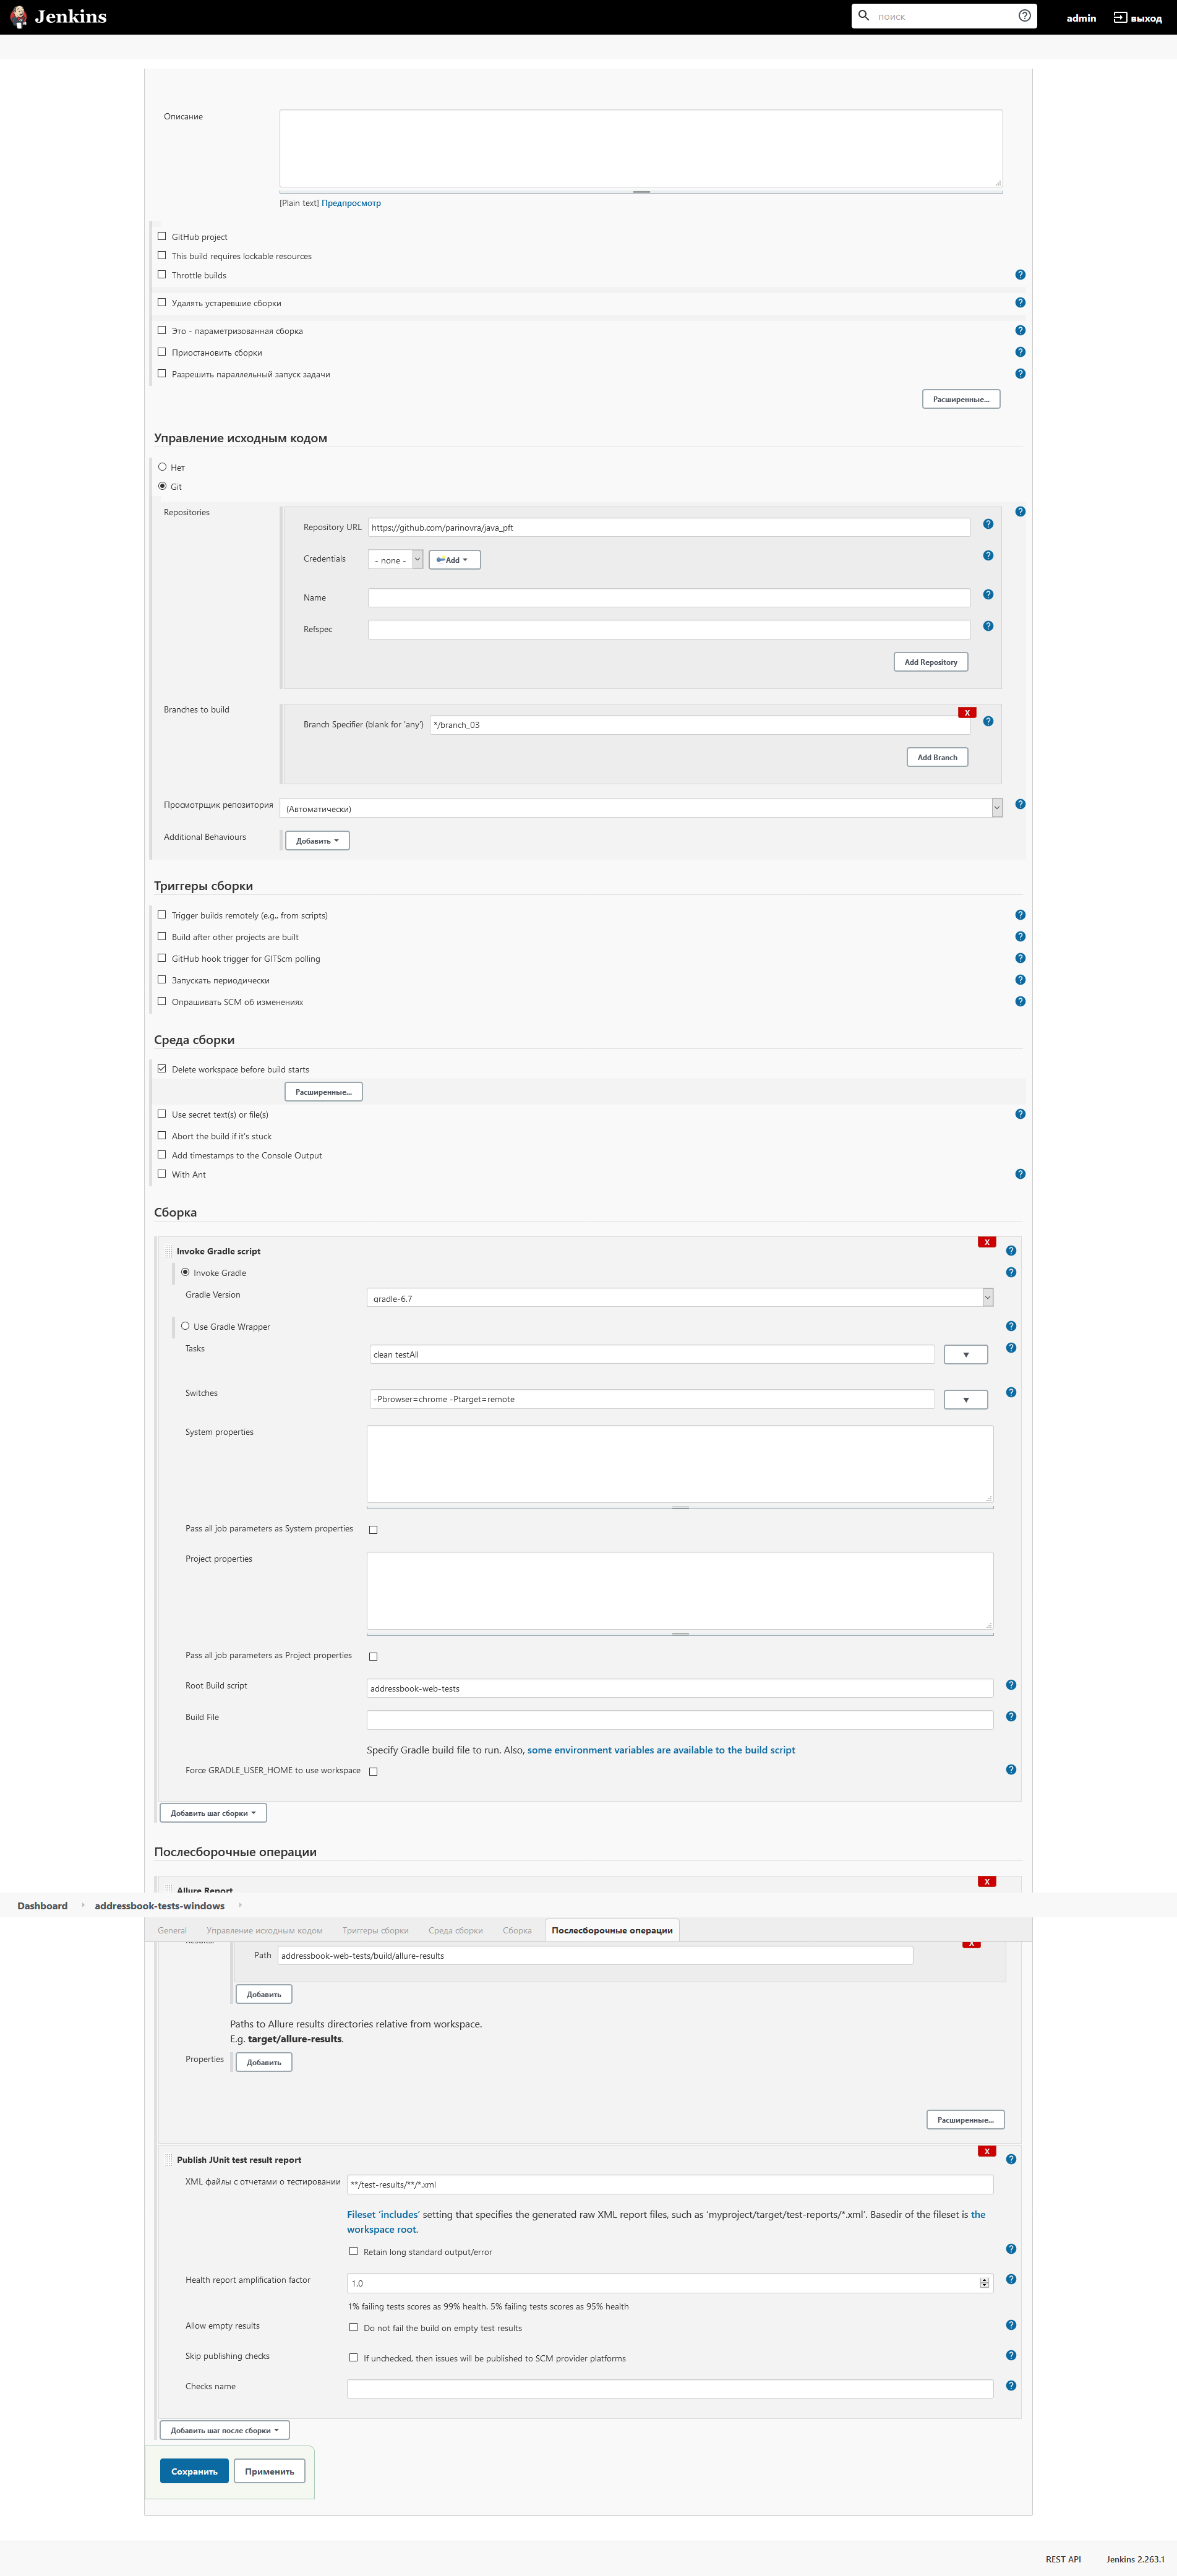 Jenkins
поиск
admin
выход
Описание
[Plain text] Предпросмотр
GitHub project
This build requires lockable resources
Throttle builds
Удалять устаревшие сборки
Это - параметризованная сборка
Приостановить сборки
Разрешить параллельный запуск задачи
Расширенные...
Управление исходным кодом
Нет
Git
Repositories
Repository URL https://github.com/parinovra/java_pft
Credentials - none - Add
Name
Refspec
Add Repository
Branches to build
X
Branch Specifier (blank for 'any') */branch_03
Add Branch
Просмотрщик репозитория (Автоматически)
Additional Behaviours Добавить
Триггеры сборки
Trigger builds remotely (e.g., from scripts)
Build after other projects are built
GitHub hook trigger for GITScm polling
Запускать периодически
Опрашивать SCM об изменениях
Среда сборки
Delete workspace before build starts
Расширенные...
Use secret text(s) or file(s)
Abort the build if it's stuck
Add timestamps to the Console Output
With Ant
Сборка
X
Invoke Gradle script
Invoke Gradle
Gradle Version gradle-6.7
Use Gradle Wrapper
Tasks clean testAll
Switches -Pbrowser=chrome -Ptarget=remote
System properties
Pass all job parameters as System properties
Project properties
Pass all job parameters as Project properties
Root Build script addressbook-web-tests
Build File
Specify Gradle build file to run. Also, some environment variables are available to the build script
Force GRADLE_USER_HOME to use workspace
Добавить шаг сборки
Послесборочные операции
X
Allure Report
Dashboard addressbook-tests-windows
General Управление исходным кодом Триггеры сборки Среда сборки Сборка Послесборочные операции
Results:
X
Path addressbook-web-tests/build/allure-results
Добавить
Paths to Allure results directories relative from workspace.
E.g. target/allure-results.
Properties Добавить
Расширенные...
X
Publish JUnit test result report
XML файлы с отчетами о тестировании **/test-results/**/*.xml
Fileset 'includes' setting that specifies the generated raw XML report files, such as 'myproject/target/test-reports/*.xml'. Basedir of the fileset is the
workspace root.
Retain long standard output/error
Health report amplification factor 1.0
1% failing tests scores as 99% health. 5% failing tests scores as 95% health
Allow empty results Do not fail the build on empty test results
Skip publishing checks If unchecked, then issues will be published to SCM provider platforms
Checks name
Добавить шаг после сборки
Сохранить Применить
REST API Jenkins 2.263.1